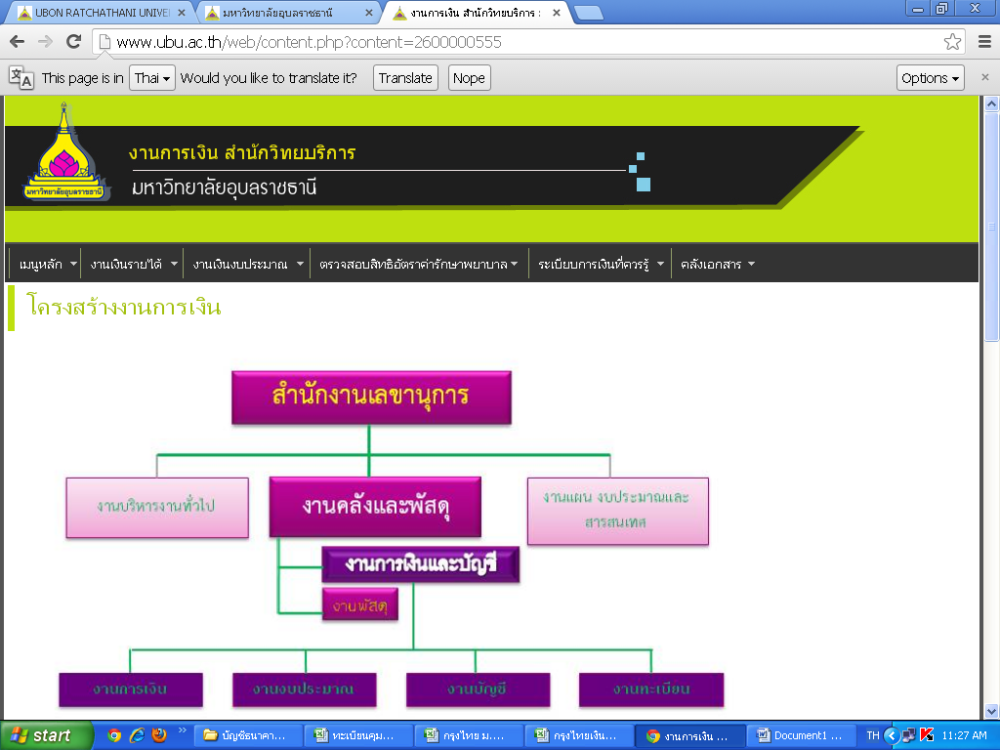 UBON RATCHATHANI UNIVE
มหาวิทยาลัยอุบลราชธานี
งานการเงิน สำนักวิทยบริการ :
www.ubu.ac.th/web/content.php?content=2600000555
This page is in Thai Would you like to translate it? Translate Nope Options
งานการเงิน สำนักวิทยบริการ
มหาวิทยาลัยอุบลราชธานี
มหาวิทยาลัยอุบลราชธานี
เมนูหลัก งานเงินรายได้ งานเงินงบประมาณ ตรวจสอบสิทธิอัตราค่ารักษาพยาบาล ระเบียบการเงินที่ควรรู้ คลังเอกสาร
โครงสร้างงานการเงิน
สำนักงานเลขานุการ
งานบริหารงานทั่วไป
งานคลังและพัสดุ
งานแผน งบประมาณและ
สารสนเทศ
งานการเงินและบัญชี
งานพัสดุ
งานการเงิน
งานงบประมาณ
งานบัญชี
งานทะเบียน
start บัญชีธนาคา... ทะเบียนคุม... กรุงไทย ม.... กรุงไทยเงิน... งานการเงิน ... Document1 ... TH 11:27 AM